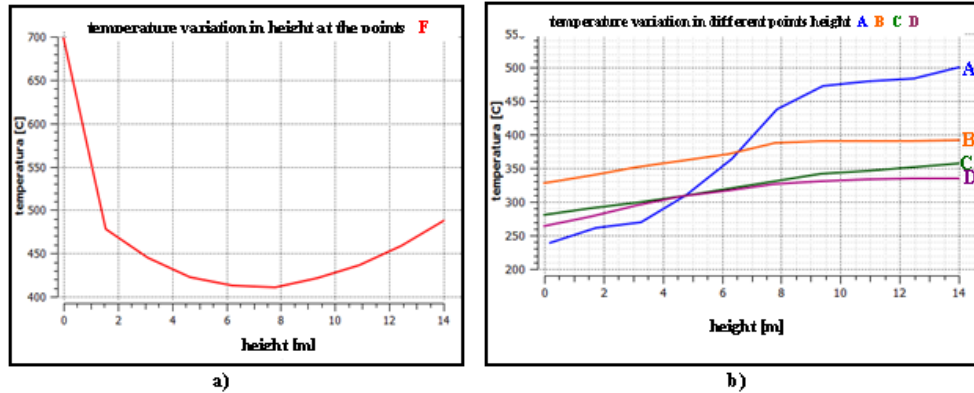 temperature variation in height at the points F
700
650
600
550
500
450
400
temperatura [C]
0 2 4 6 8 10 12 14
height [m]
a)
temperature variation in different points height A B C D
55
500
450
400
350
300
250
200
temperatura [C]
A
B
C
D
0 2 4 6 8 10 12 14
height [m]
b)